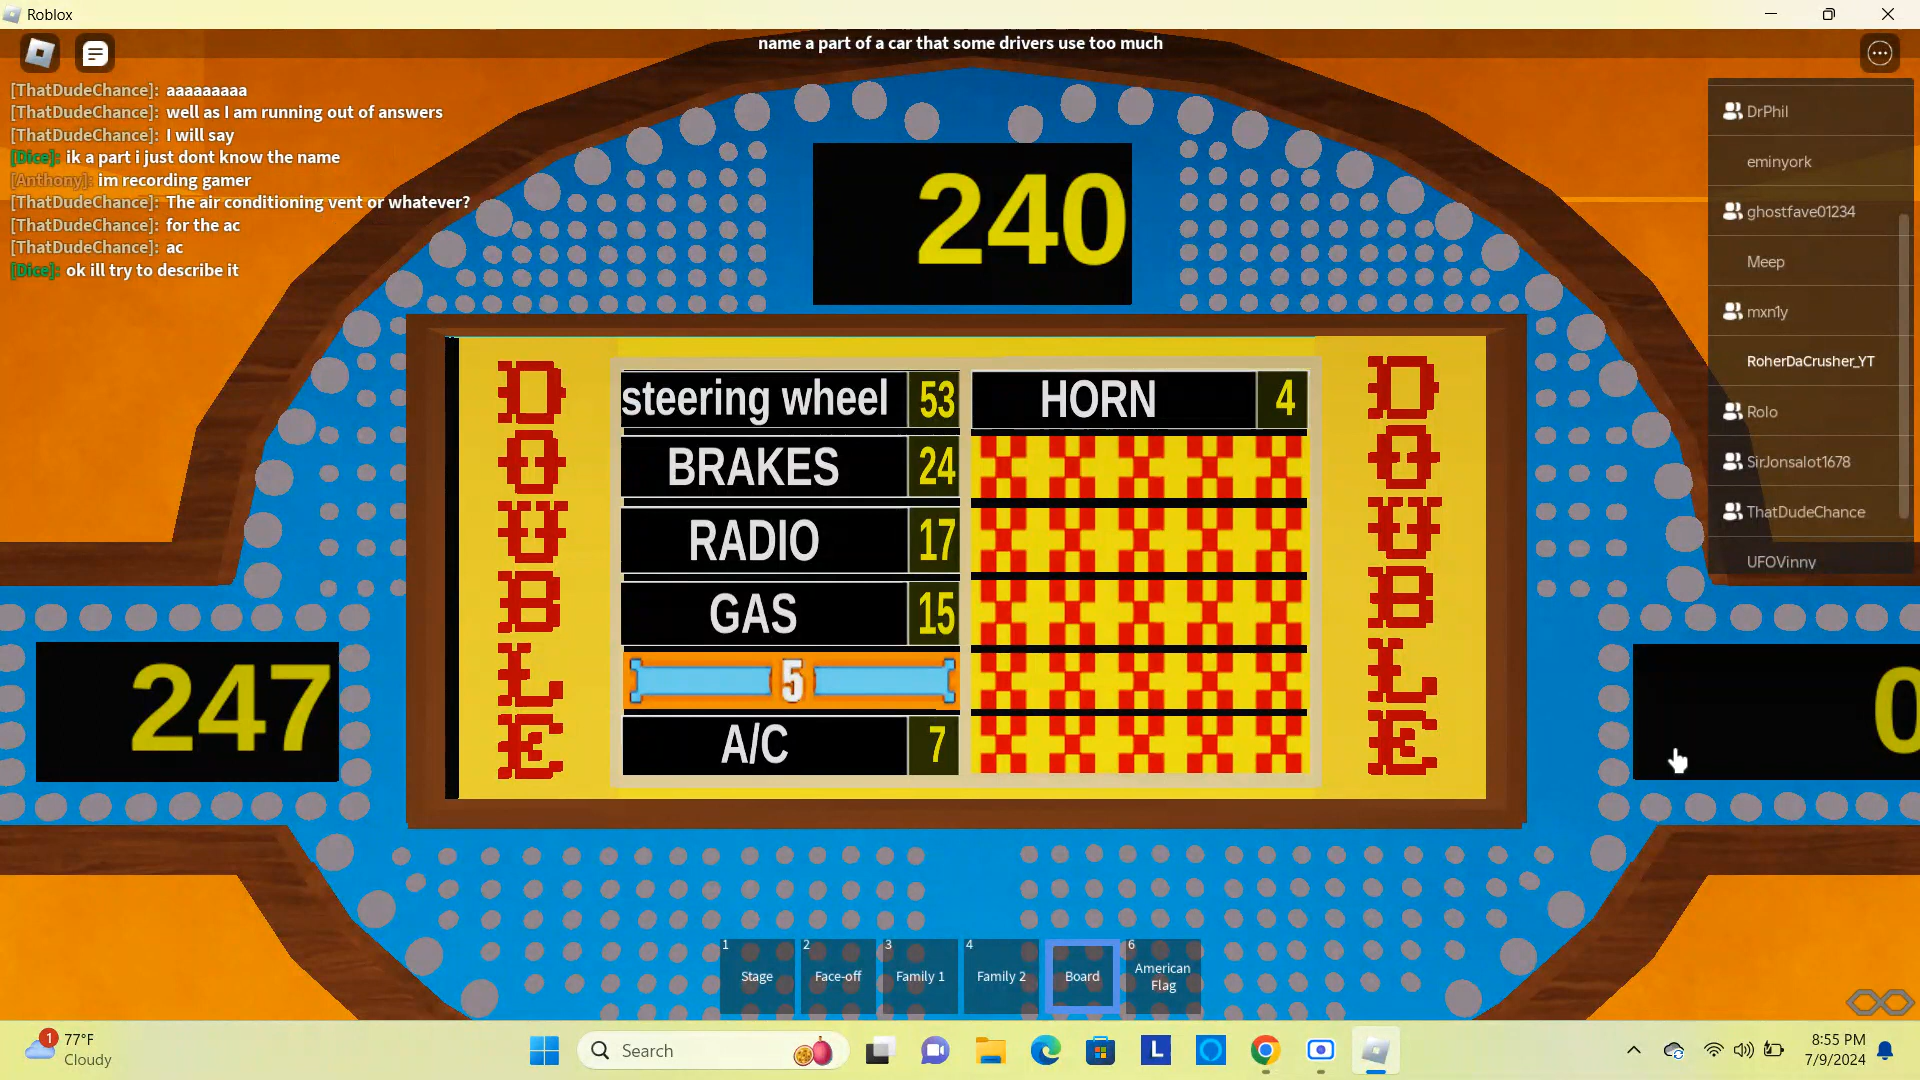 Roblox
name a part of a car that some drivers use too much
[ThatDudeChance]: aaaaaaaaa
[ThatDudeChance]: well as I am running out of answers
[ThatDudeChance]: I will say
[Dice]: ik a part i just dont know the name
[Anthony]: im recording gamer
[ThatDudeChance]: The air conditioning vent or whatever?
[ThatDudeChance]: for the ac
[ThatDudeChance]: ac
[Dice]: ok ill try to describe it
DrPhil
eminyork
ghostfave01234
Meep
mxn1y
RoherDaCrusher_YT
Rolo
SirJonsalot1678
ThatDudeChance
UFOVinny
240
247
0
DOUBLE
steering wheel 53
BRAKES 24
RADIO 17
GAS 15
5
A/C 7
HORN 4
DOUBLE
1 Stage
2 Face-off
3 Family 1
4 Family 2
Board
6 American Flag
1
77°F
Cloudy
Search
L
8:55 PM
7/9/2024